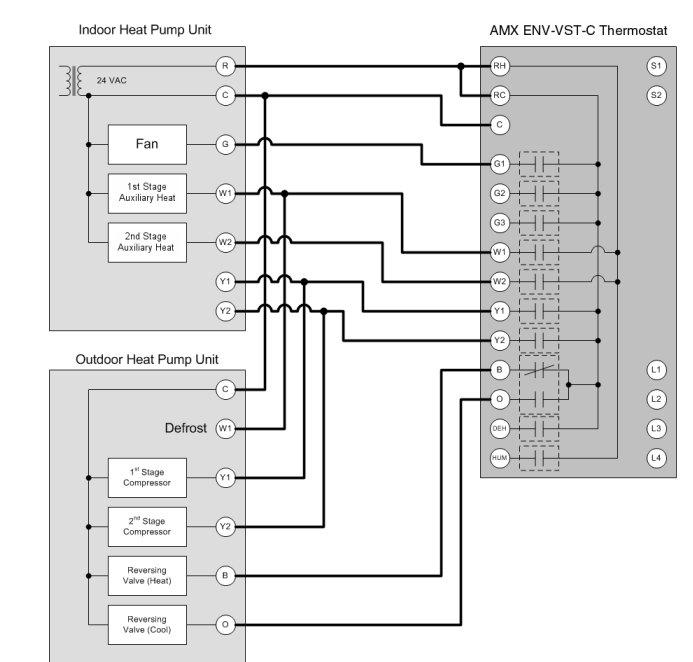 Indoor Heat Pump Unit
AMX ENV-VST-C Thermostat
24 VAC
R
C
Fan
G
1st Stage
Auxiliary Heat
W1
2nd Stage
Auxiliary Heat
W2
Y1
Y2
RH
RC
C
G1
G2
G3
W1
W2
Y1
Y2
B
O
DEH
HUM
S1
S2
L1
L2
L3
L4
Outdoor Heat Pump Unit
C
Defrost
W1
1st Stage
Compressor
Y1
2nd Stage
Compressor
Y2
Reversing
Valve (Heat)
B
Reversing
Valve (Cool)
O